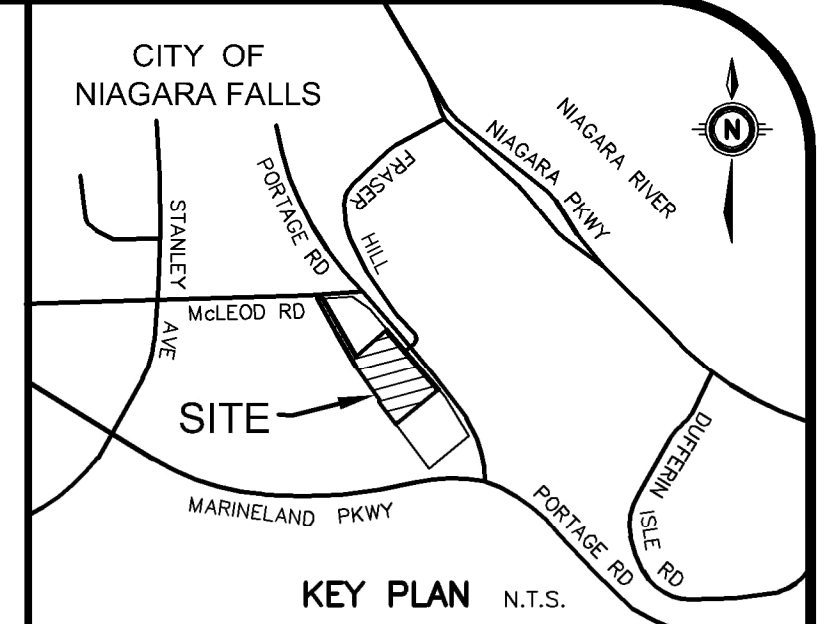 CITY OF
NIAGARA FALLS
N
NIAGARA RIVER
NIAGARA PKWY
FRASER
HILL
PORTAGE RD
STANLEY
AVE
McLEOD RD
SITE
DUFFERIN
ISLE RD
MARINELAND PKWY
PORTAGE RD
KEY PLAN N.T.S.